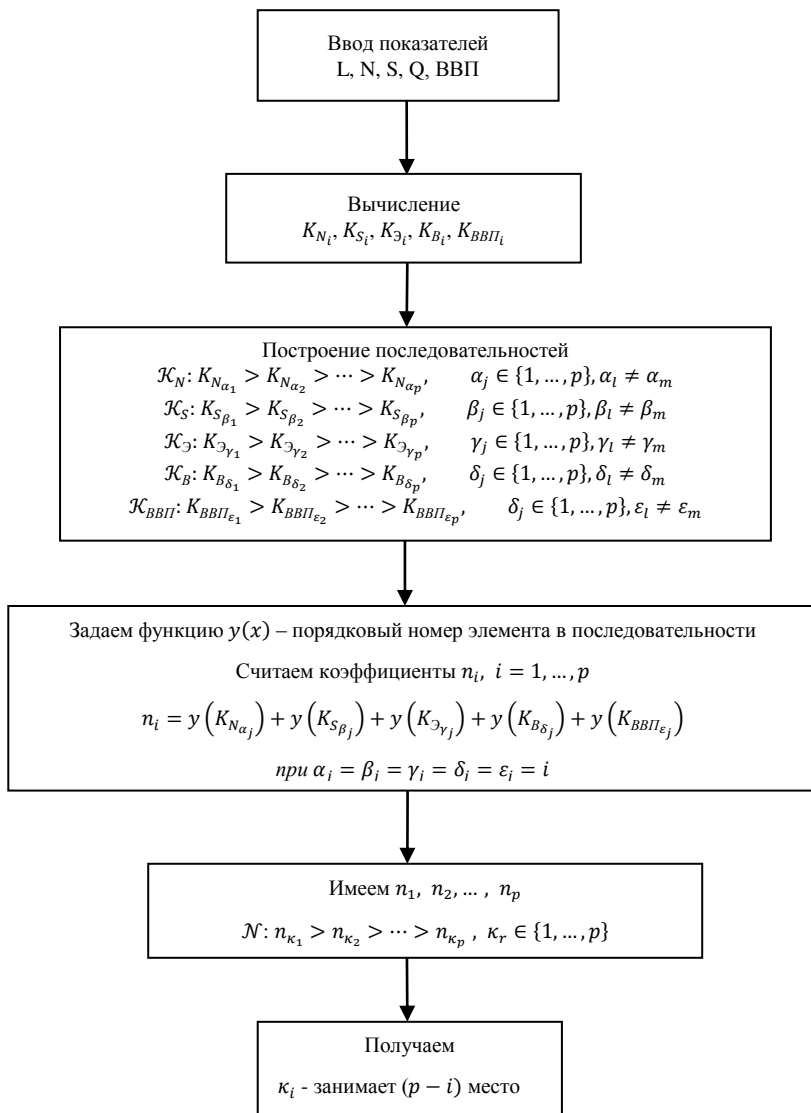 Ввод показателей
L, N, S, Q, ВВП
Вычисление
K_{N_i}, K_{S_i}, K_{Э_i}, K_{B_i}, K_{ВВП_i}
Построение последовательностей
𝒦_N: K_{N_{α_1}} > K_{N_{α_2}} > ⋯ > K_{N_{α_p}}, α_j ∈ {1, … , p}, α_l ≠ α_m
𝒦_S: K_{S_{β_1}} > K_{S_{β_2}} > ⋯ > K_{S_{β_p}}, β_j ∈ {1, … , p}, β_l ≠ β_m
𝒦_Э: K_{Э_{γ_1}} > K_{Э_{γ_2}} > ⋯ > K_{Э_{γ_p}}, γ_j ∈ {1, … , p}, γ_l ≠ γ_m
𝒦_B: K_{B_{δ_1}} > K_{B_{δ_2}} > ⋯ > K_{B_{δ_p}}, δ_j ∈ {1, … , p}, δ_l ≠ δ_m
𝒦_{ВВП}: K_{ВВП_{ε_1}} > K_{ВВП_{ε_2}} > ⋯ > K_{ВВП_{ε_p}}, δ_j ∈ {1, … , p}, ε_l ≠ ε_m
Задаем функцию y(x) – порядковый номер элемента в последовательности
Считаем коэффициенты n_i, i = 1, … , p
n_i = y(K_{N_{α_j}}) + y(K_{S_{β_j}}) + y(K_{Э_{γ_j}}) + y(K_{B_{δ_j}}) + y(K_{ВВП_{ε_j}})
при α_j = β_j = γ_j = δ_j = ε_j = i
Имеем n_1, n_2, … , n_p
𝒩: n_{κ_1} > n_{κ_2} > ⋯ > n_{κ_p} , κ_r ∈ {1, … , p}
Получаем
κ_i - занимает (p − i) место